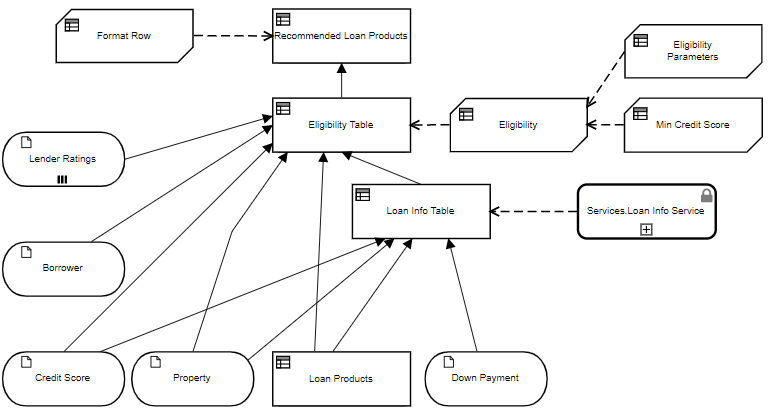 Format Row
Recommended Loan Products
Eligibility
Parameters
Eligibility Table
Eligibility
Min Credit Score
Lender Ratings
Loan Info Table
Services.Loan Info Service
Borrower
Credit Score
Property
Loan Products
Down Payment